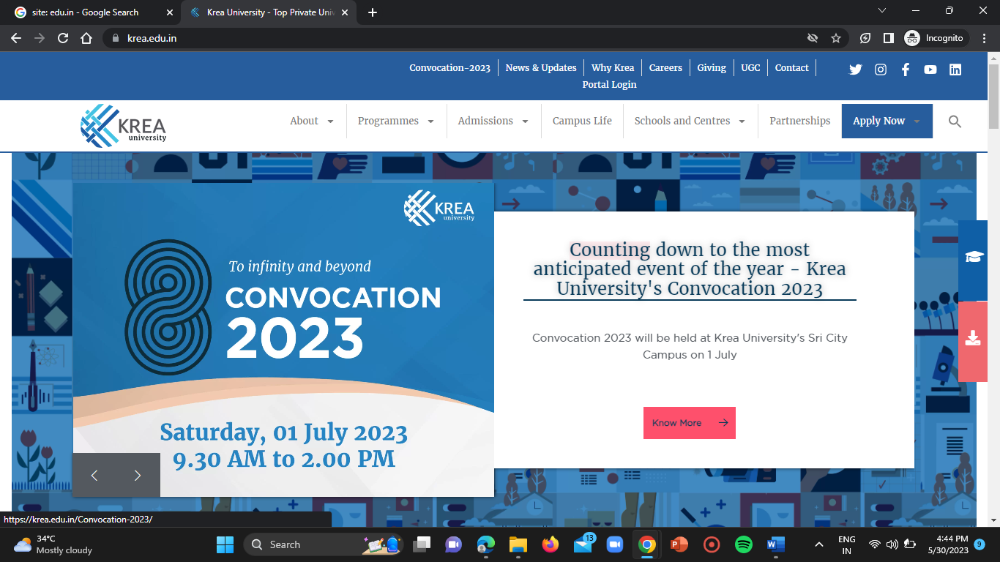 site: edu.in - Google Search
Krea University - Top Private Univ
krea.edu.in
Incognito
Convocation-2023
News & Updates
Why Krea
Careers
Giving
UGC
Contact
Portal Login
KREA
university
About
Programmes
Admissions
Campus Life
Schools and Centres
Partnerships
Apply Now
KREA
university
To infinity and beyond
CONVOCATION
2023
Saturday, 01 July 2023
9.30 AM to 2.00 PM
Counting down to the most
anticipated event of the year - Krea
University's Convocation 2023
Convocation 2023 will be held at Krea University's Sri City
Campus on 1 July
Know More
https://krea.edu.in/Convocation-2023/
34°C
Mostly cloudy
Search
13
ENG
IN
4:44 PM
5/30/2023
9